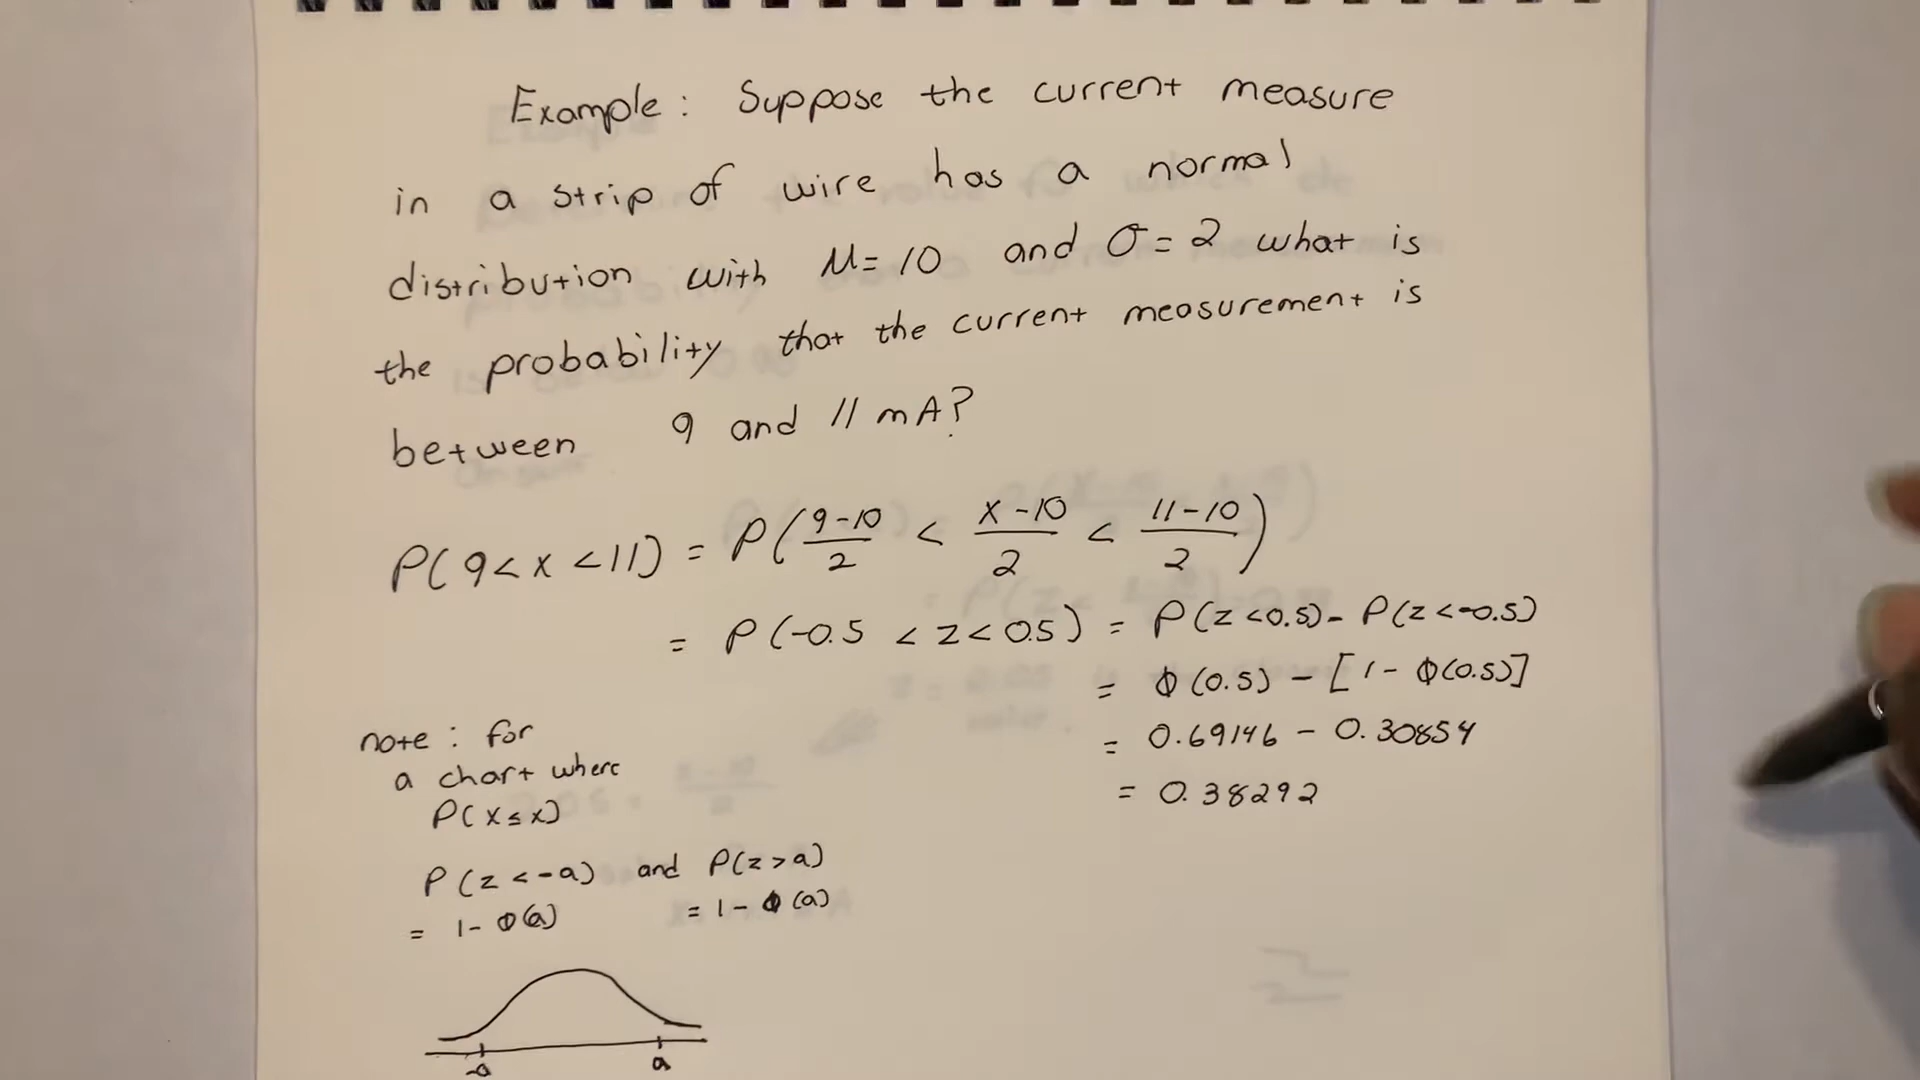 Example: Suppose the current measure
in a strip of wire has a normal
distribution with M=10 and σ=2 what is
the probability that the current measurement is
between 9 and 11 mA?
P(9<x<11) = P(9-10/2 < x-10/2 < 11-10/2)
= P(-0.5 < z < 0.5) = P(z<0.5) - P(z<-0.5)
= Φ(0.5) - [1-Φ(0.5)]
= 0.69146 - 0.30854
= 0.38292
note: for
a chart where
P(X≤x)
P(z<-a) and P(z>a)
= 1-Φ(a) = 1-Φ(a)
-a a